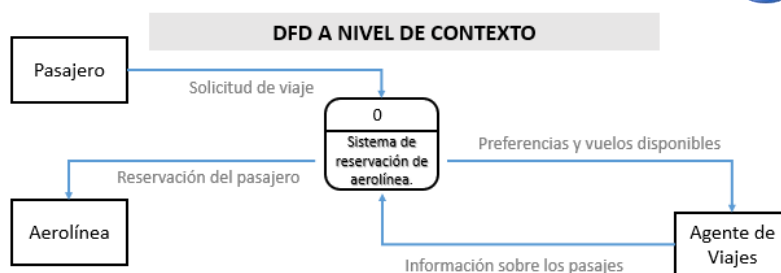 DFD A NIVEL DE CONTEXTO
Pasajero
Solicitud de viaje
0
Sistema de
reservación de
aerolínea.
Preferencias y vuelos disponibles
Reservación del pasajero
Aerolínea
Agente de
Viajes
Información sobre los pasajes